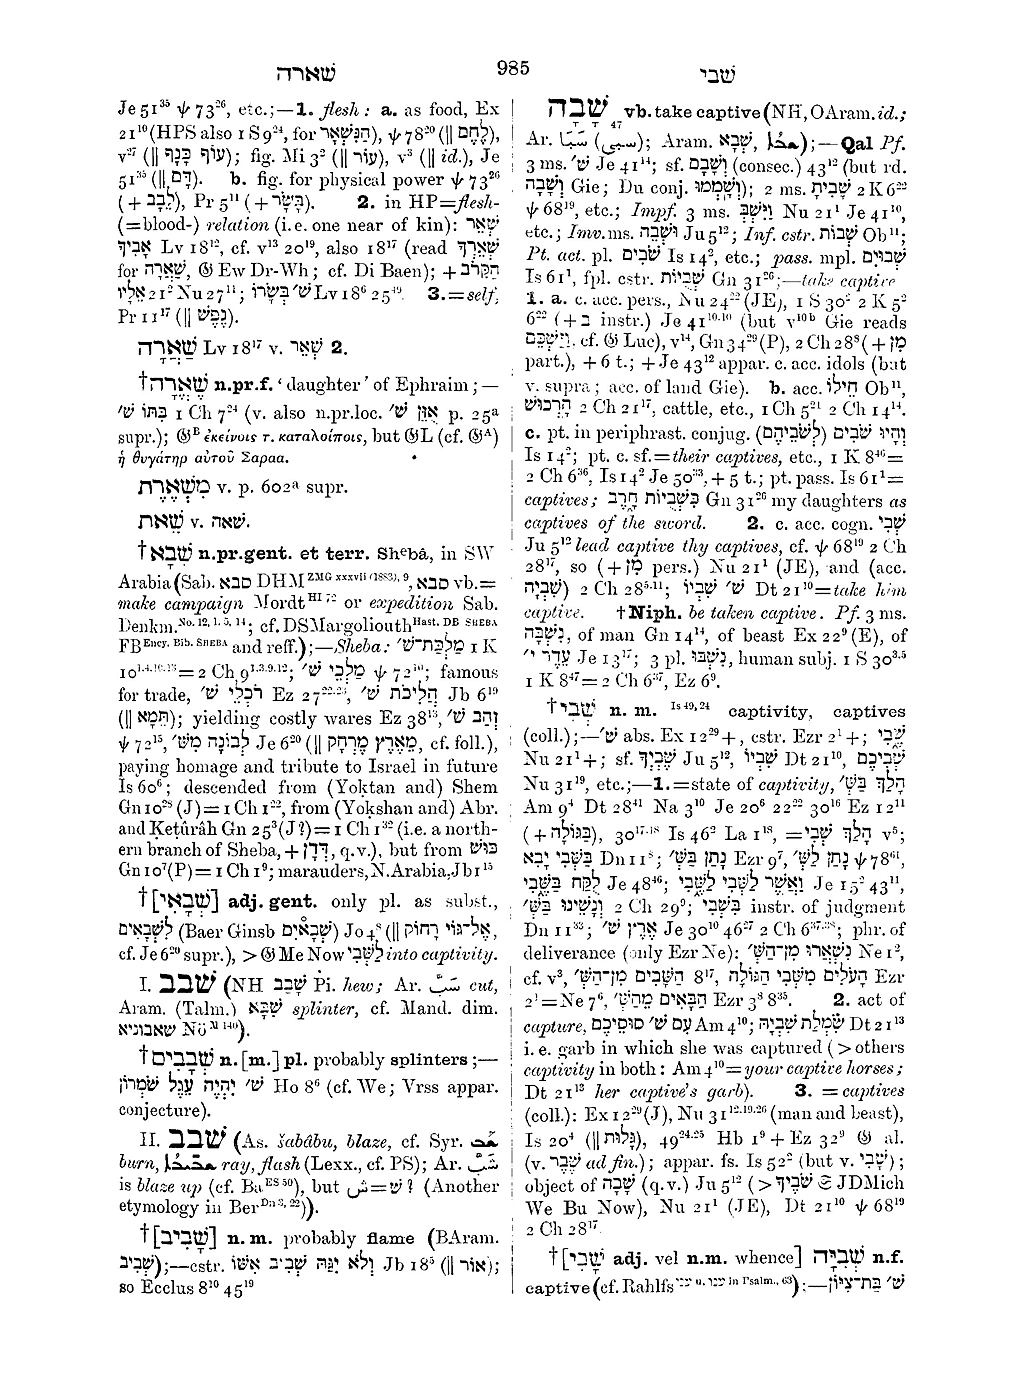 שׁארה
985
שׁבי
Je 51³⁵ ψ 73²⁶, etc.;—1. flesh: a. as food, Ex
21¹⁰ (HPS also 1 S 9²⁴, for הַנִּשְׁאָר), ψ 78²⁰ (‖ לֶחֶם),
v²⁷ (‖ עוֹף כָּנָף); fig. Mi 3² (‖ עוֹר), v³ (‖ id.), Je
51³⁵ (‖ דָּם). b. fig. for physical power ψ 73²⁶
(+ לֵבָב), Pr 5¹¹ (+ בָּשָׂר). 2. in HP=flesh-
(=blood-) relation (i.e. one near of kin): שְׁאֵר
אָבִיךָ Lv 18¹², cf. v¹³ 20¹⁹, also 18¹⁷ (read שְׁאֵרְךָ
for שַׁאֲרָה, 𝔊 Ew Dr-Wh; cf. Di Baen); + הַקָּרֹב
אֵלָיו 21² Nu 27¹¹; שׁ׳ בְּשָׂרוֹ Lv 18⁶ 25⁴⁹. 3.=self,
Pr 11¹⁷ (‖ נֶפֶשׁ).
שַׁאֲרָה Lv 18¹⁷ v. שְׁאֵר 2.
†שֶׁאֱרָה n.pr.f. ‘daughter’ of Ephraim;—
בִּתּוֹ שׁ׳ 1 Ch 7²⁴ (v. also n.pr.loc. אֻזֵּן שׁ׳ p. 25ᵃ
supr.); 𝔊ᴮ ἐκείνοις τ. καταλοίποις, but 𝔊L (cf. 𝔊ᴬ)
ἡ θυγάτηρ αὐτοῦ Σαραα.
מִשְׁאֶרֶת v. p. 602ᵃ supr.
שְׁאֵת v. שׁאה.
†שְׁבָא n.pr.gent. et terr. Shᵉbâ, in SW
Arabia (Sab. סבא DHM ZMG xxxvii (1883), 9, סבא vb.=
make campaign Mordt HI 72 or expedition Sab.
Denkm. No. 12, 1. 5, 14; cf. DSMargoliouth Hast. DB SHEBA
FB Ency. Bib. SHEBA and reff.);—Sheba: מַלְכַּת־שׁ׳ 1 K
10¹·⁴·¹⁰·¹³=2 Ch 9¹·³·⁹·¹²; מַלְכֵי שׁ׳ ψ 72¹⁰; famous
for trade, רֹכְלֵי שׁ׳ Ez 27²²·²³, הֲלִיכֹת שׁ׳ Jb 6¹⁹
(‖ תֵּמָא); yielding costly wares Ez 38¹³, זְהַב שׁ׳
ψ 72¹⁵, לְבוֹנָה מִשּׁ׳ Je 6²⁰ (‖ מֵאֶרֶץ מֶרְחָק, cf. foll.),
paying homage and tribute to Israel in future
Is 60⁶; descended from (Yoḳtan and) Shem
Gn 10²⁸ (J)=1 Ch 1²², from (Yoḳshan and) Abr.
and Ḳeṭûrâh Gn 25³ (J?)=1 Ch 1³² (i.e. a north-
ern branch of Sheba, + דְּדָן, q.v.), but from כּוּשׁ
Gn 10⁷ (P)=1 Ch 1⁹; marauders, N.Arabia, Jb 1¹⁵
†[שְׁבָאִי] adj. gent. only pl. as subst.,
לִשְׁבָאיִם (Baer Ginsb שְׁבָאִים) Jo 4⁸ (‖ אֶל־גּוֹי רָחוֹק,
cf. Je 6²⁰ supr.), > 𝔊 Me Now לַשְּׁבִי into captivity.
I. שׁבב (NH שָׁבַב Pi. hew; Ar. سَبَّ cut,
Aram. (Talm.) שְׁבָא splinter, cf. Mand. dim.
שאבוניא Nö M 140).
†שְׁבָבִים n.[m.] pl. probably splinters;—
שׁ׳ יִהְיֶה עֵגֶל שֹׁמְרוֹן Ho 8⁶ (cf. We; Vrss appar.
conjecture).
II. שׁבב (As. šabâbu, blaze, cf. Syr.
burn, ray, flash (Lexx., cf. PS); Ar. شَبَّ
is blaze up (cf. Ba ES 50), but ש=ش? (Another
etymology in Ber Dn 3, 22)).
†[שָׁבִיב] n.m. probably flame (BAram.
שְׁבִיב);—cstr. וְלֹא יִגַּהּ שְׁבִיב אִשּׁוֹ Jb 18⁵ (‖ אוֹר);
so Ecclus 8¹⁰ 45¹⁹
שָׁבָה 47 vb. take captive (NH, OAram. id.;
Ar. سَبَا (سبى); Aram. שְׁבָא);—Qal Pf.
3 ms. שׁ׳ Je 41¹⁴; sf. וְשָׁבָם (consec.) 43¹² (but rd.
וְשָׁבָה Gie; Du conj. וְשָׁמְמוּ); 2 ms. שָׁבִיתָ 2 K 6²²
ψ 68¹⁹, etc.; Impf. 3 ms. וַיִּשְׁבְּ Nu 21¹ Je 41¹⁰,
etc.; Imv. ms. וּשֲׁבֵה Ju 5¹²; Inf. cstr. שְׁבוֹת Ob¹¹;
Pt. act. pl. שֹׁבִים Is 14², etc.; pass. mpl. שְׁבוּיִם
Is 61¹, fpl. cstr. שְׁבֻיוֹת Gn 31²⁶;—take captive
1. a. c. acc. pers., Nu 24²² (JE), 1 S 30² 2 K 5²
6²² (+ בְּ instr.) Je 41¹⁰·¹⁰ (but v¹⁰ᵇ Gie reads
וַיַּשְׁכֵּם, cf. 𝔊 Luc), v¹⁴, Gn 34²⁹ (P), 2 Ch 28⁸ (+ מִן
part.), + 6 t.; + Je 43¹² appar. c. acc. idols (but
v. supra; acc. of land Gie). b. acc. חֵילוֹ Ob¹¹,
הָרְכוּשׁ 2 Ch 21¹⁷, cattle, etc., 1 Ch 5²¹ 2 Ch 14¹⁴.
c. pt. in periphrast. conjug. וְהָיוּ שֹׁבִים (לְשֹׁבֵיהֶם)
Is 14²; pt. c. sf.=their captives, etc., 1 K 8⁴⁶=
2 Ch 6³⁶, Is 14² Je 50³³, + 5 t.; pt. pass. Is 61¹=
captives; כִּשְׁבֻיוֹת חָרֶב Gn 31²⁶ my daughters as
captives of the sword. 2. c. acc. cogn. שְׁבִי
Ju 5¹² lead captive thy captives, cf. ψ 68¹⁹ 2 Ch
28¹⁷, so (+ מִן pers.) Nu 21¹ (JE), and (acc.
שִׁבְיָה) 2 Ch 28⁵·¹¹; שׁ׳ שִׁבְיוֹ Dt 21¹⁰=take him
captive. †Niph. be taken captive. Pf. 3 ms.
נִשְׁבָּה, of man Gn 14¹⁴, of beast Ex 22⁹ (E), of
עֵדֶר י׳ Je 13¹⁷; 3 pl. נִשְׁבּוּ, human subj. 1 S 30³·⁵
1 K 8⁴⁷=2 Ch 6³⁷, Ez 6⁹.
†שְׁבִי n. m. Is 49, 24 captivity, captives
(coll.);—שׁ׳ abs. Ex 12²⁹+, cstr. Ezr 2¹+; שֶׁבִי
Nu 21¹+; sf. שֶׁבְיְךָ Ju 5¹², שִׁבְיוֹ Dt 21¹⁰, שֶׁבְיְכֶם
Nu 31¹⁹, etc.;—1.=state of captivity, הָלַךְ בַּשּׁ׳
Am 9⁴ Dt 28⁴¹ Na 3¹⁰ Je 20⁶ 22²² 30¹⁶ Ez 12¹¹
(+ בַּגּוֹלָה), 30¹⁷·¹⁸ Is 46² La 1¹⁸, =הָלַךְ שְׁבִי v⁵;
בַּשְּׁבִי יָבֹא Dn 11⁸; נָתַן בַּשּׁ׳ Ezr 9⁷, נָתַן לַשּׁ׳ ψ 78⁶¹,
לֻקַּח בַּשֶּׁבִי Je 48⁴⁶; וַאֲשֶׁר לַשְּׁבִי לַשֶּׁבִי Je 15² 43¹¹,
וְנָשֵׁינוּ בַּשּׁ׳ 2 Ch 29⁹; בִּשְׁבִי instr. of judgment
Dn 11³³; אֶרֶץ שׁ׳ Je 30¹⁰ 46²⁷ 2 Ch 6³⁷·³⁸; phr. of
deliverance (only Ezr Ne): נִשְׁאֲרוּ מִן־הַשּׁ׳ Ne 1²,
cf. v³, הַשָּׁבִים מִן־הַשּׁ׳ 8¹⁷, הָעֹלִים מִשְּׁבִי הַגּוֹלָה Ezr
2¹=Ne 7⁶, הַבָּאִים מֵהַשּׁ׳ Ezr 3⁸ 8³⁵. 2. act of
capture, עִם שׁ׳ סוּסֵיכֶם Am 4¹⁰; שִׂמְלַת שִׁבְיָהּ Dt 21¹³
i.e. garb in which she was captured (> others
captivity in both: Am 4¹⁰=your captive horses;
Dt 21¹³ her captive's garb). 3. =captives
(coll.): Ex 12²⁹ (J), Nu 31¹²·¹⁹·²⁶ (man and beast),
Is 20⁴ (‖ גָּלוּת), 49²⁴·²⁵ Hb 1⁹ + Ez 32⁹ 𝔊 al.
(v. שֶׁבֶר ad fin.); appar. fs. Is 52² (but v. שְׁבִי);
object of שָׁבָה (q.v.) Ju 5¹² (> שֹׁבֶיךָ 𝔖 JDMich
We Bu Now), Nu 21¹ (JE), Dt 21¹⁰ ψ 68¹⁹
2 Ch 28¹⁷.
†[שָׁבִי adj. vel n.m. whence] שְׁבִיָּה n.f.
captive (cf. Rahlfs עני u. ענו in Psalm., 63);—שׁ׳ בַּת־צִיּוֹן